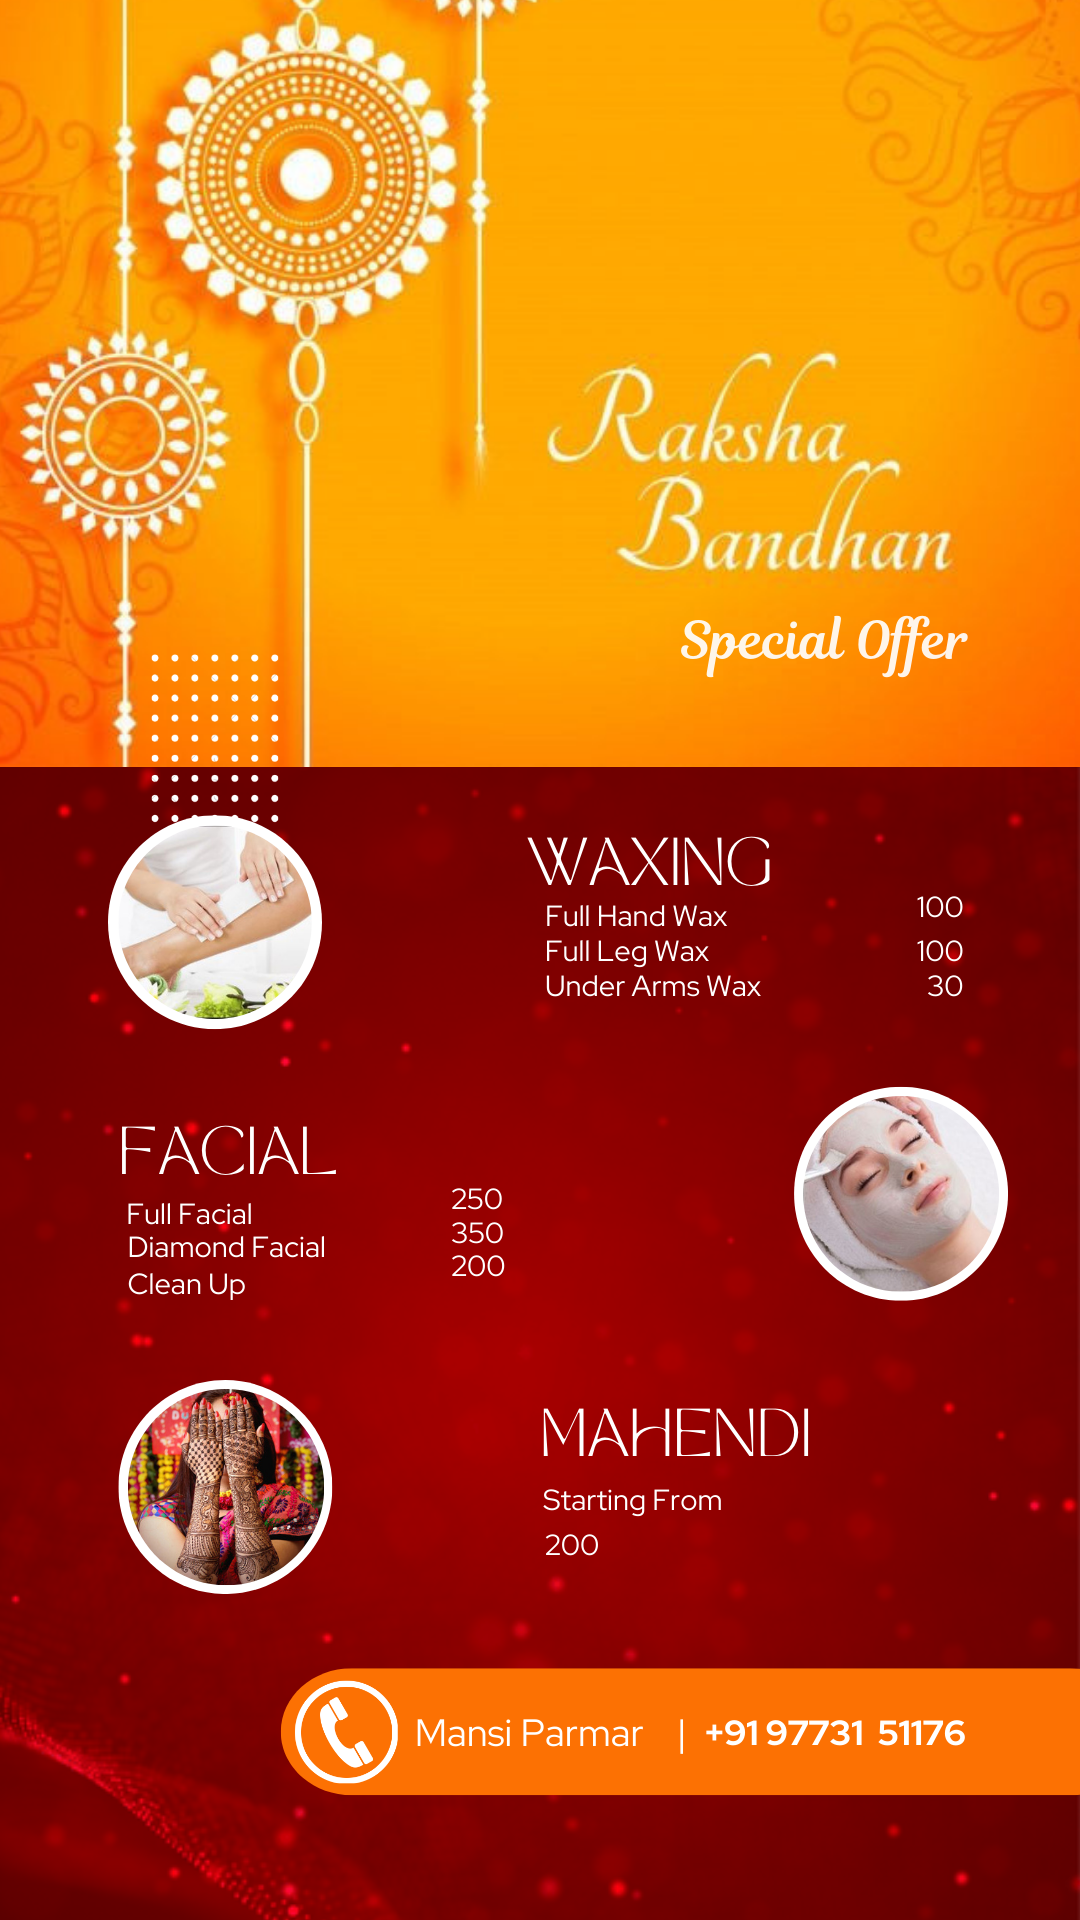 Raksha
Bandhan
Special Offer
WAXING
Full Hand Wax 100
Full Leg Wax 100
Under Arms Wax 30
FACIAL
Full Facial 250
Diamond Facial 350
Clean Up 200
MAHENDI
Starting From
200
Mansi Parmar | +91 97731 51176